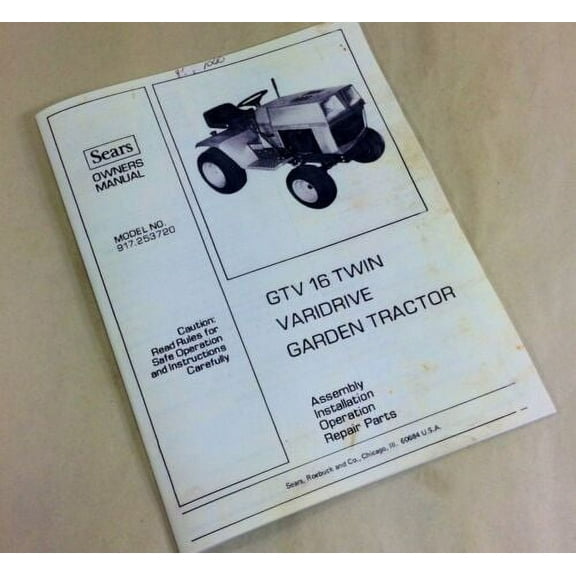 Sears
OWNERS
MANUAL
MODEL NO.
917.253720
Caution:
Read Rules for
Safe Operation
and Instructions
Carefully
GTV 16 TWIN
VARIDRIVE
GARDEN TRACTOR
Assembly
Installation
Operation
Repair Parts
Sears, Roebuck and Co., Chicago, Ill. 60684 U.S.A.